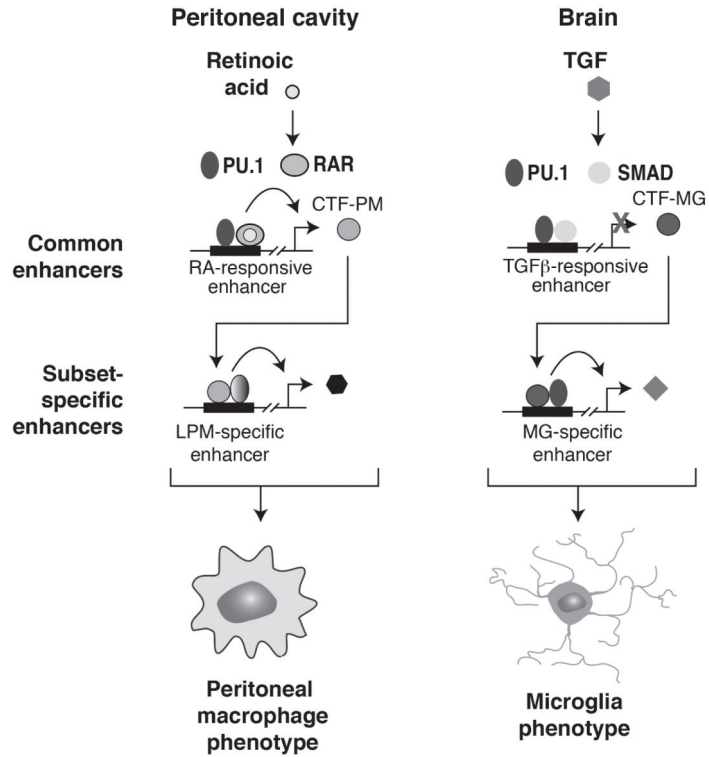 Peritoneal cavity
Brain
Retinoic
acid
TGF
PU.1
RAR
PU.1
SMAD
CTF-PM
CTF-MG
Common
enhancers
RA-responsive
enhancer
TGFβ-responsive
enhancer
X
Subset-
specific
enhancers
LPM-specific
enhancer
MG-specific
enhancer
Peritoneal
macrophage
phenotype
Microglia
phenotype